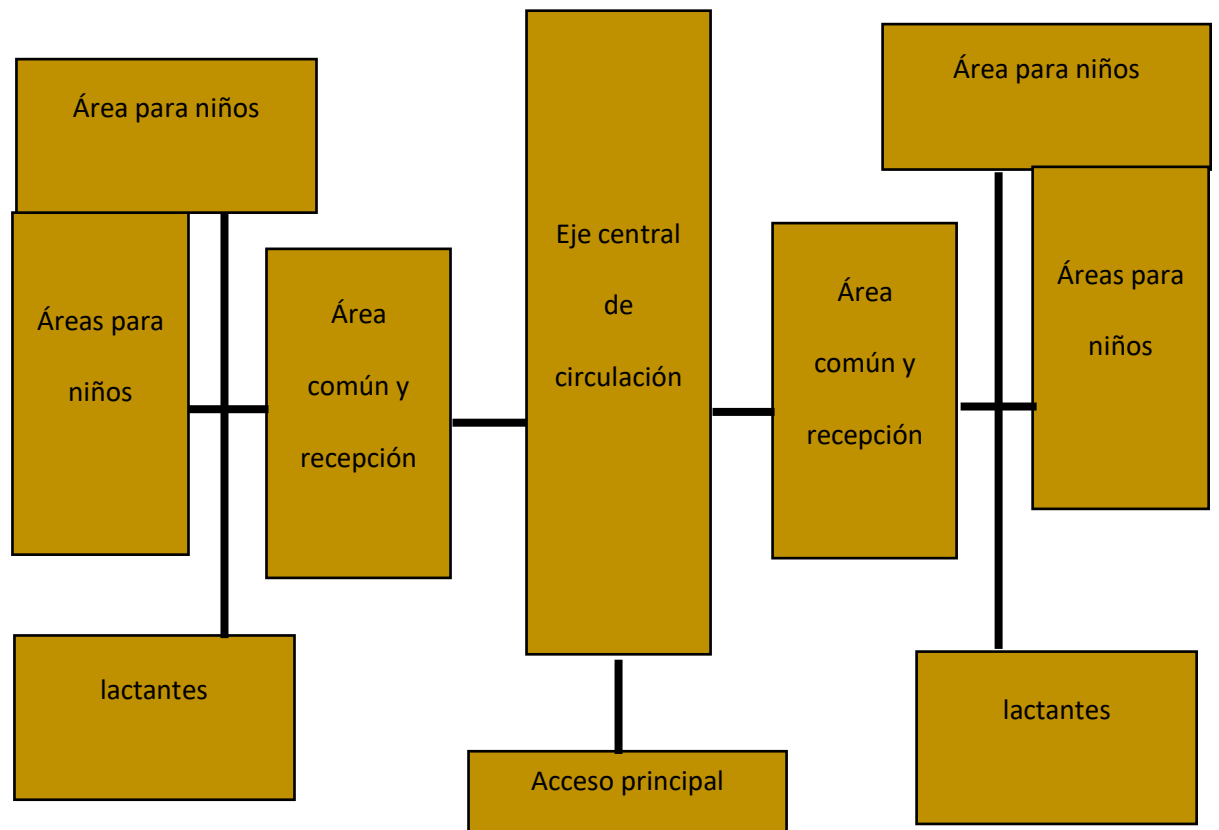 Área para niños
Áreas para
niños
lactantes
Área
común y
recepción
Eje central
de
circulación
Acceso principal
Área
común y
recepción
Área para niños
Áreas para
niños
lactantes